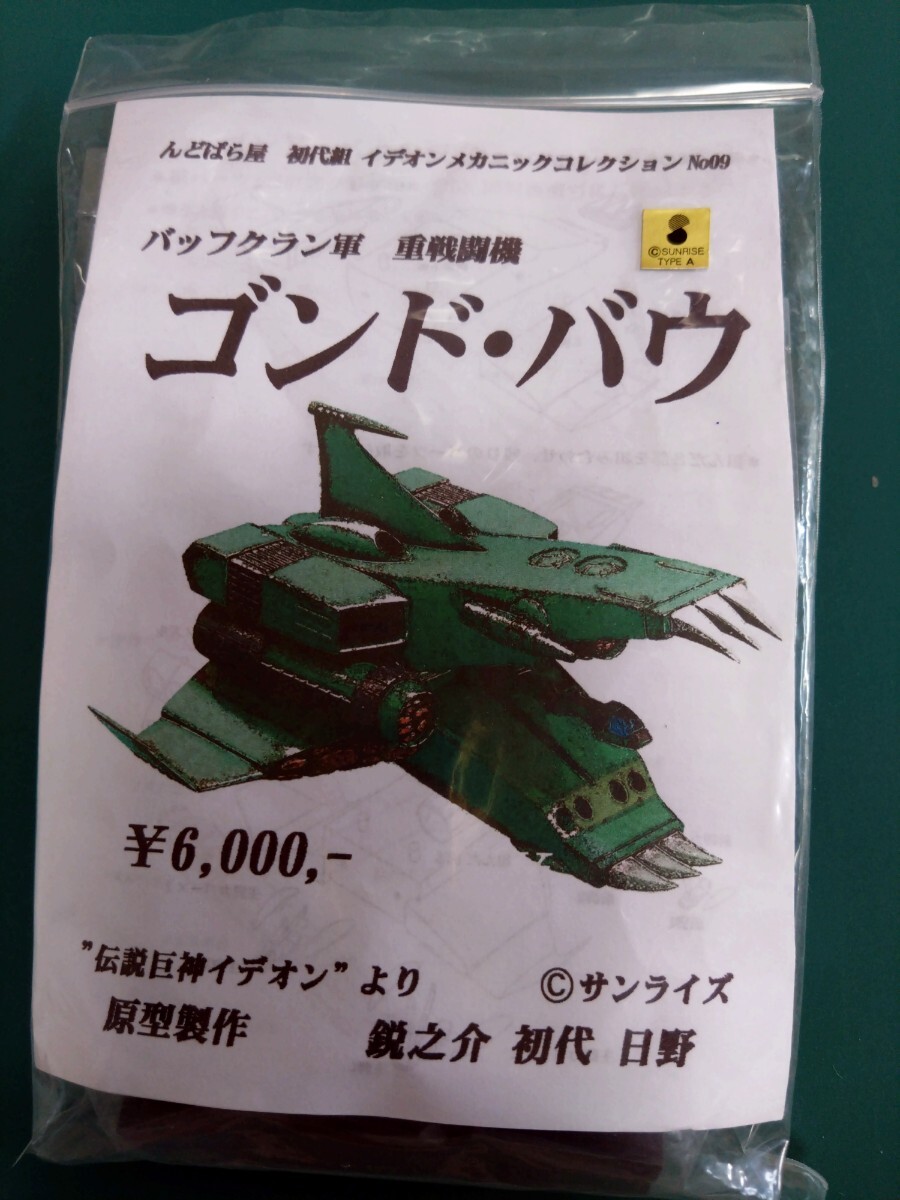 んどぱら屋 初代組 イデオンメカニックコレクション No09
バッフクラン軍 重戦闘機
©SUNRISE
TYPE A
ゴンド・バウ
¥6,000,-
”伝説巨神イデオン”より
©サンライズ
原型製作 鋭之介 初代 日野